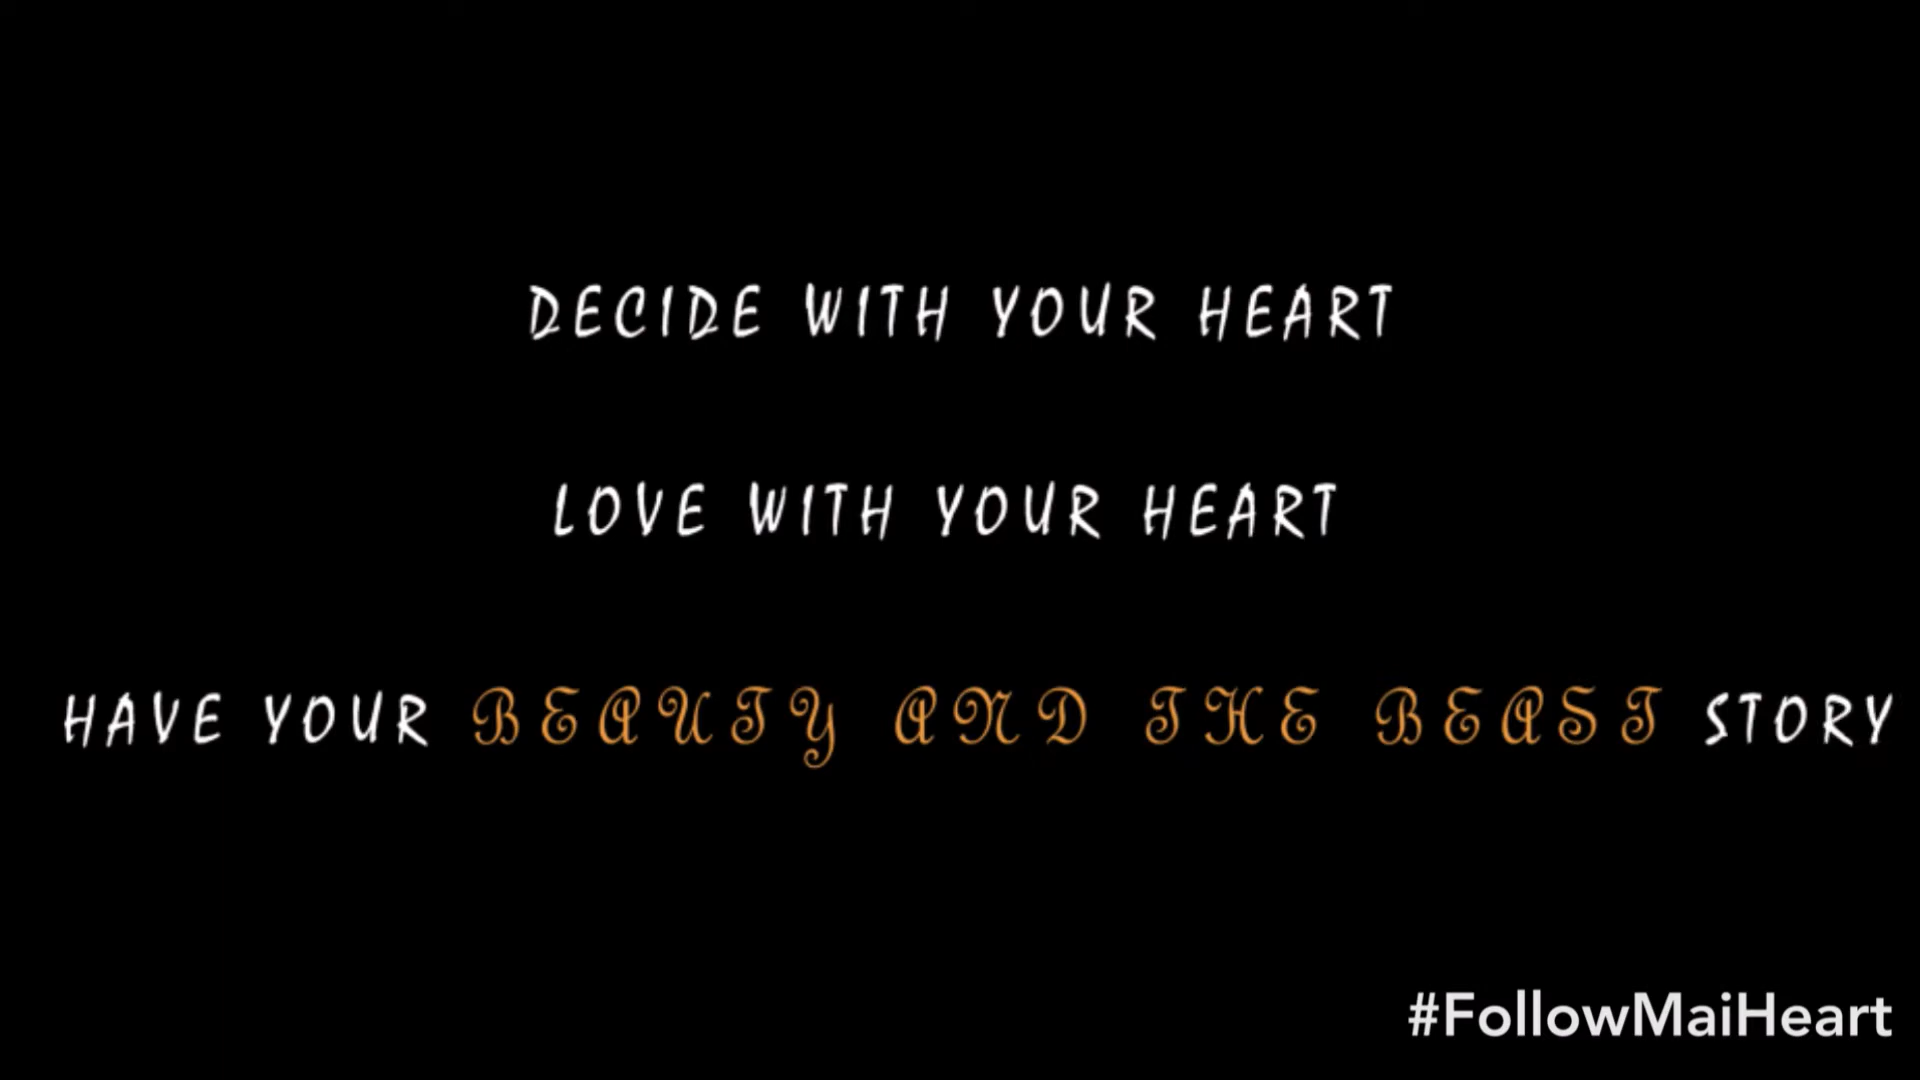 DECIDE WITH YOUR HEART
LOVE WITH YOUR HEART
HAVE YOUR BEAUTY AND THE BEAST STORY
#FollowMaiHeart